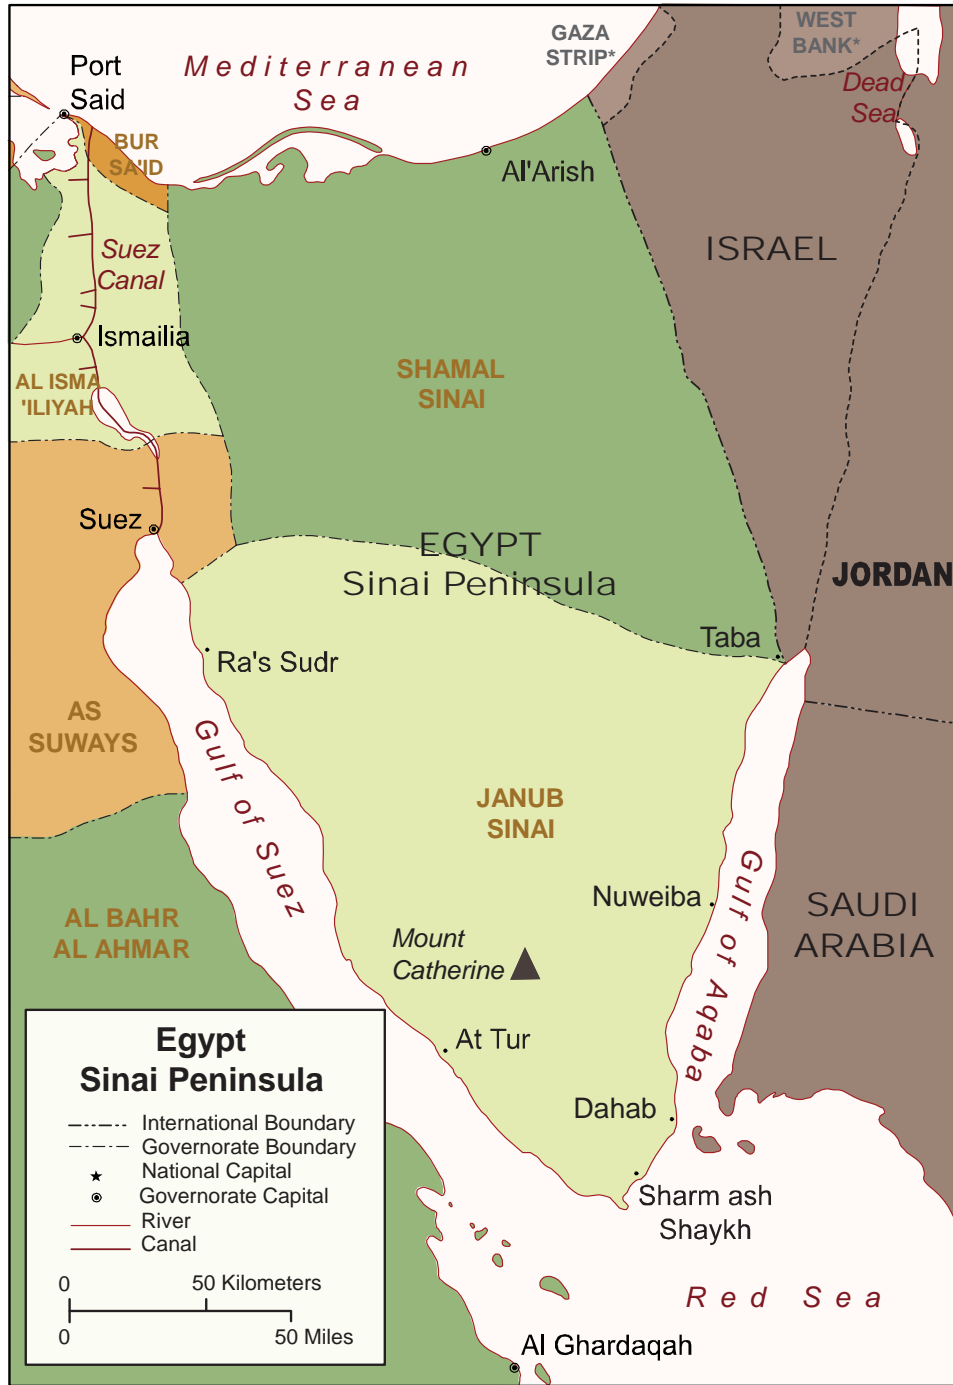 GAZA
STRIP*
WEST
BANK*
Port
Said
Mediterranean
Sea
Dead
Sea
BUR
SA'ID
Al'Arish
ISRAEL
Suez
Canal
Ismailia
AL ISMA
'ILIYAH
SHAMAL
SINAI
Suez
EGYPT
Sinai Peninsula
JORDAN
Taba
Ra's Sudr
AS
SUWAYS
Gulf of Suez
JANUB
SINAI
Nuweiba
Gulf of Aqaba
SAUDI
ARABIA
AL BAHR
AL AHMAR
Mount
Catherine
At Tur
Dahab
Sharm ash
Shaykh
Red Sea
Al Ghardaqah
Egypt
Sinai Peninsula
International Boundary
Governorate Boundary
National Capital
Governorate Capital
River
Canal
0 50 Kilometers
0 50 Miles